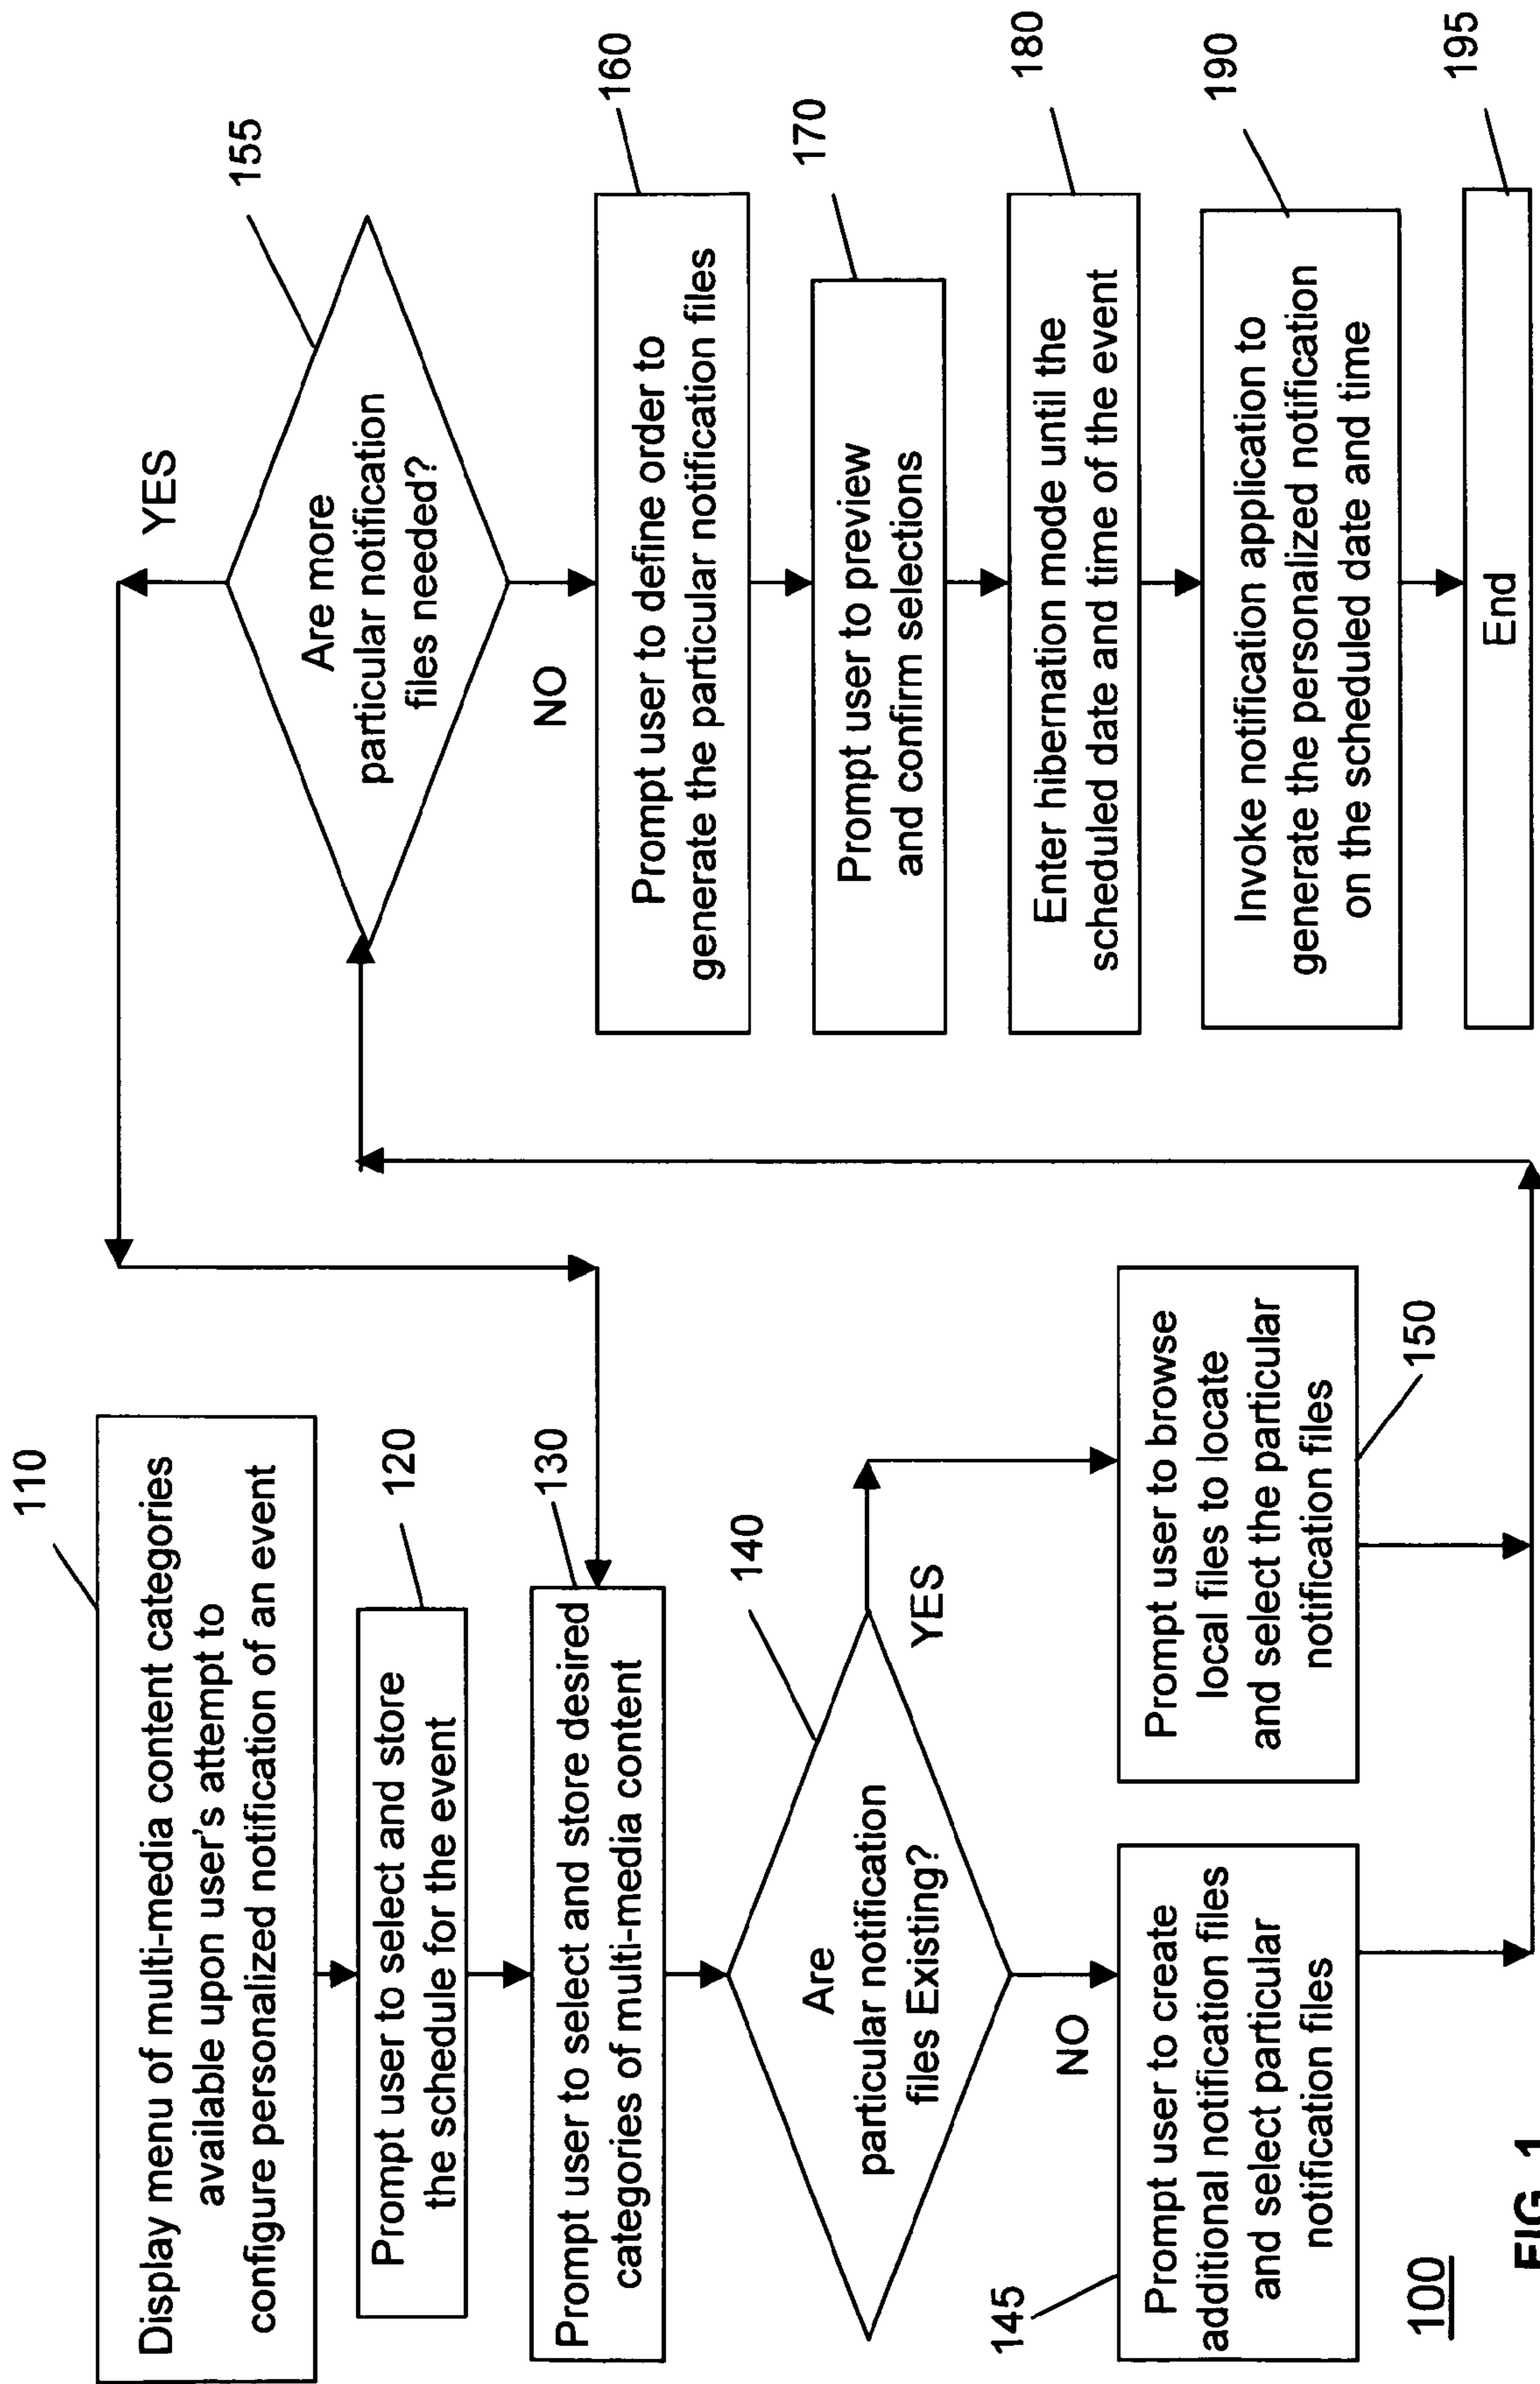 110
Display menu of multi-media content categories
available upon user's attempt to
configure personalized notification of an event
120
Prompt user to select and store
the schedule for the event
130
Prompt user to select and store desired
categories of multi-media content
140
Are
particular notification
files Existing?
YES
NO
145
Prompt user to create
additional notification files
and select particular
notification files
Prompt user to browse
local files to locate
and select the particular
notification files
150
155
Are more
particular notification
files needed?
YES
NO
160
Prompt user to define order to
generate the particular notification files
170
Prompt user to preview
and confirm selections
180
Enter hibernation mode until the
scheduled date and time of the event
190
Invoke notification application to
generate the personalized notification
on the scheduled date and time
195
End
100
FIG. 1